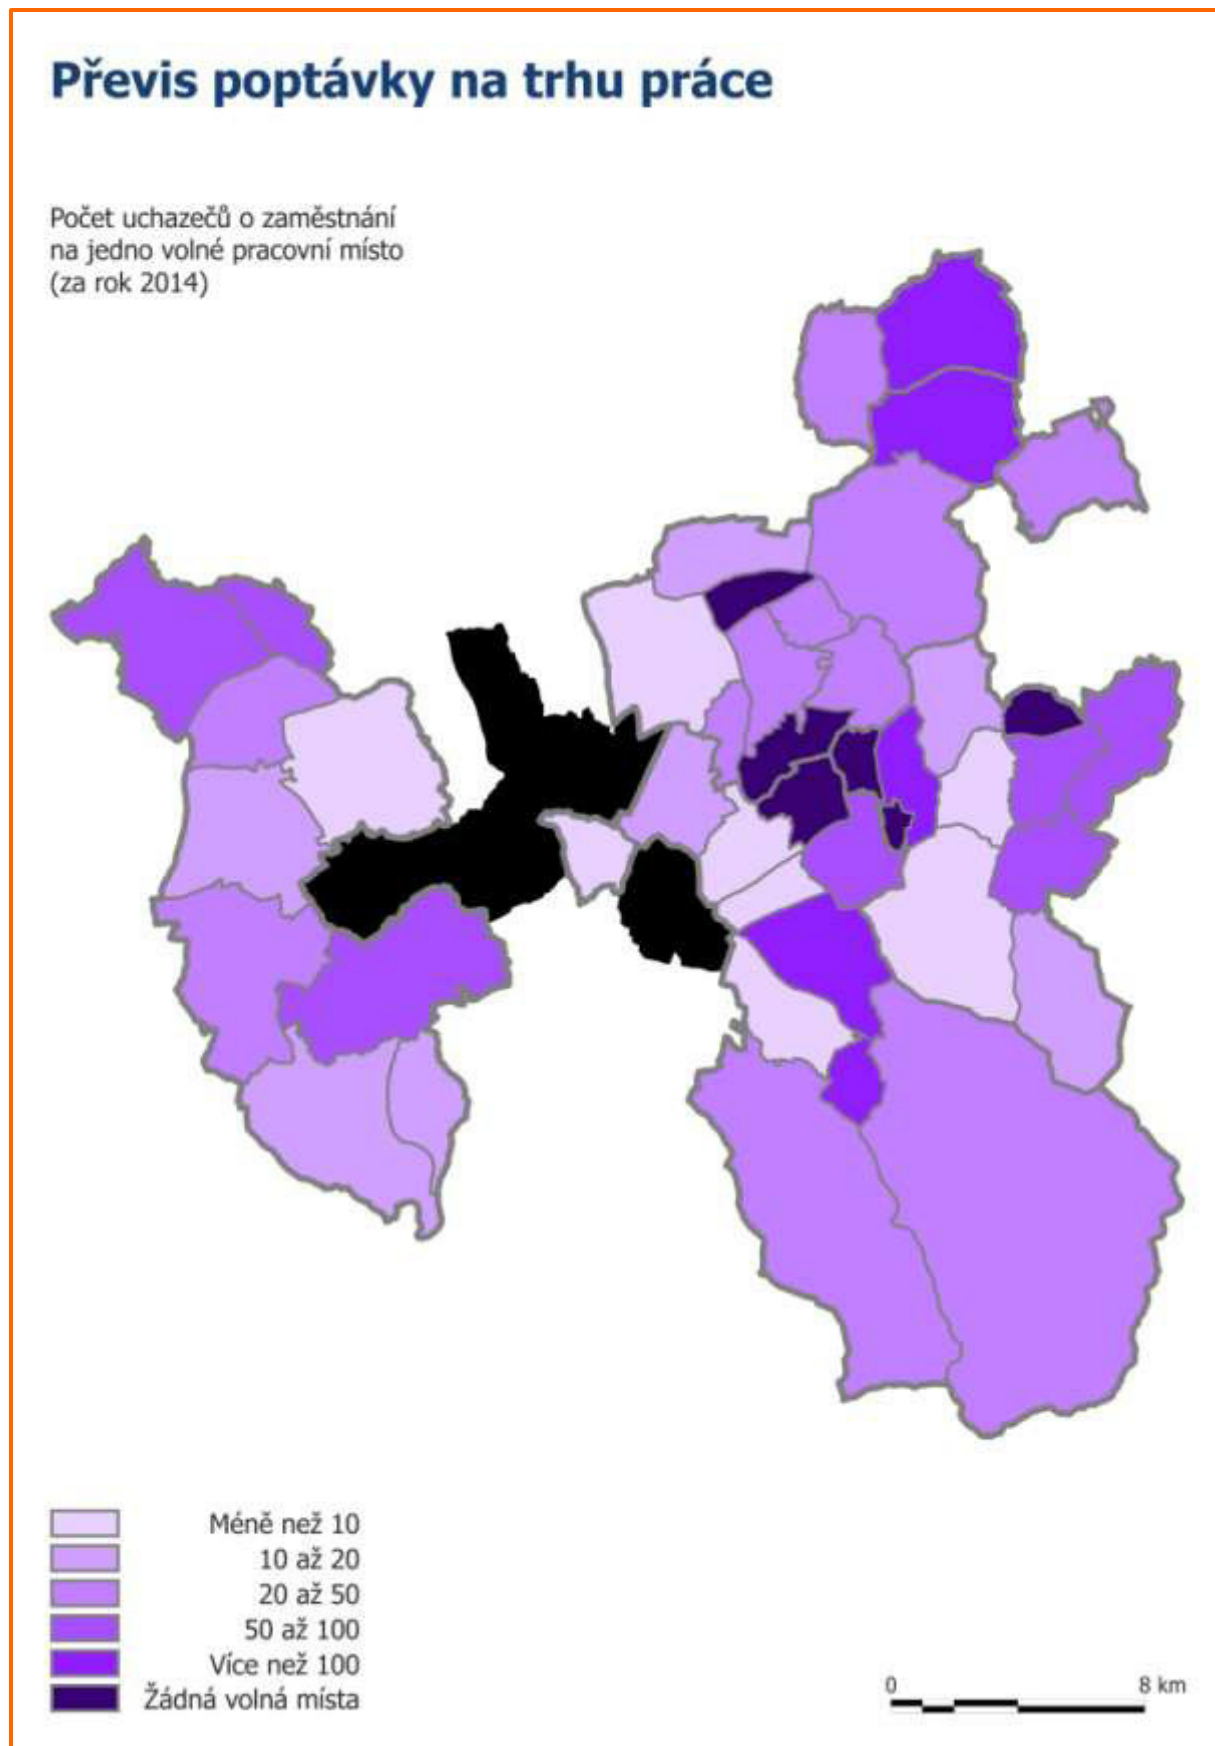 Převis poptávky na trhu práce
Počet uchazečů o zaměstnání
na jedno volné pracovní místo
(za rok 2014)
Méně než 10
10 až 20
20 až 50
50 až 100
Více než 100
Žádná volná místa
0 8 km